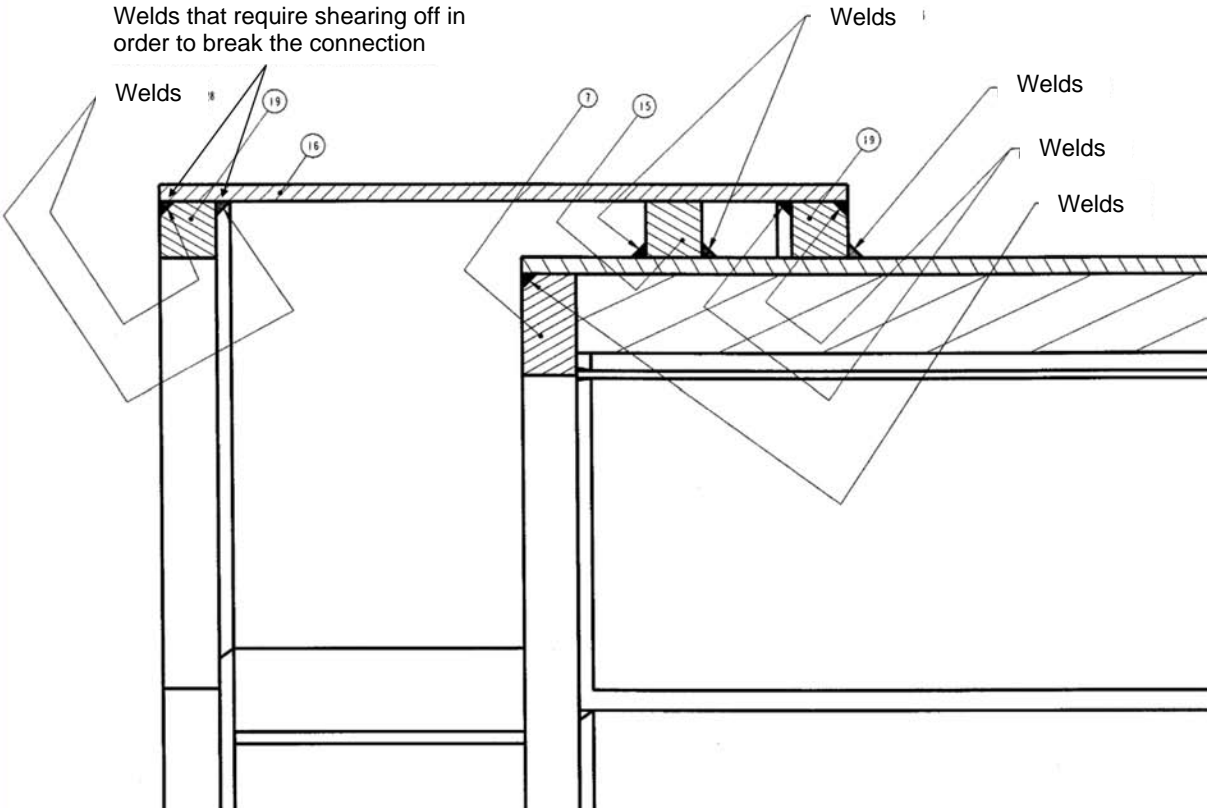 Welds that require shearing off in
order to break the connection
Welds
Welds
Welds
Welds
Welds
19
16
7
15
19